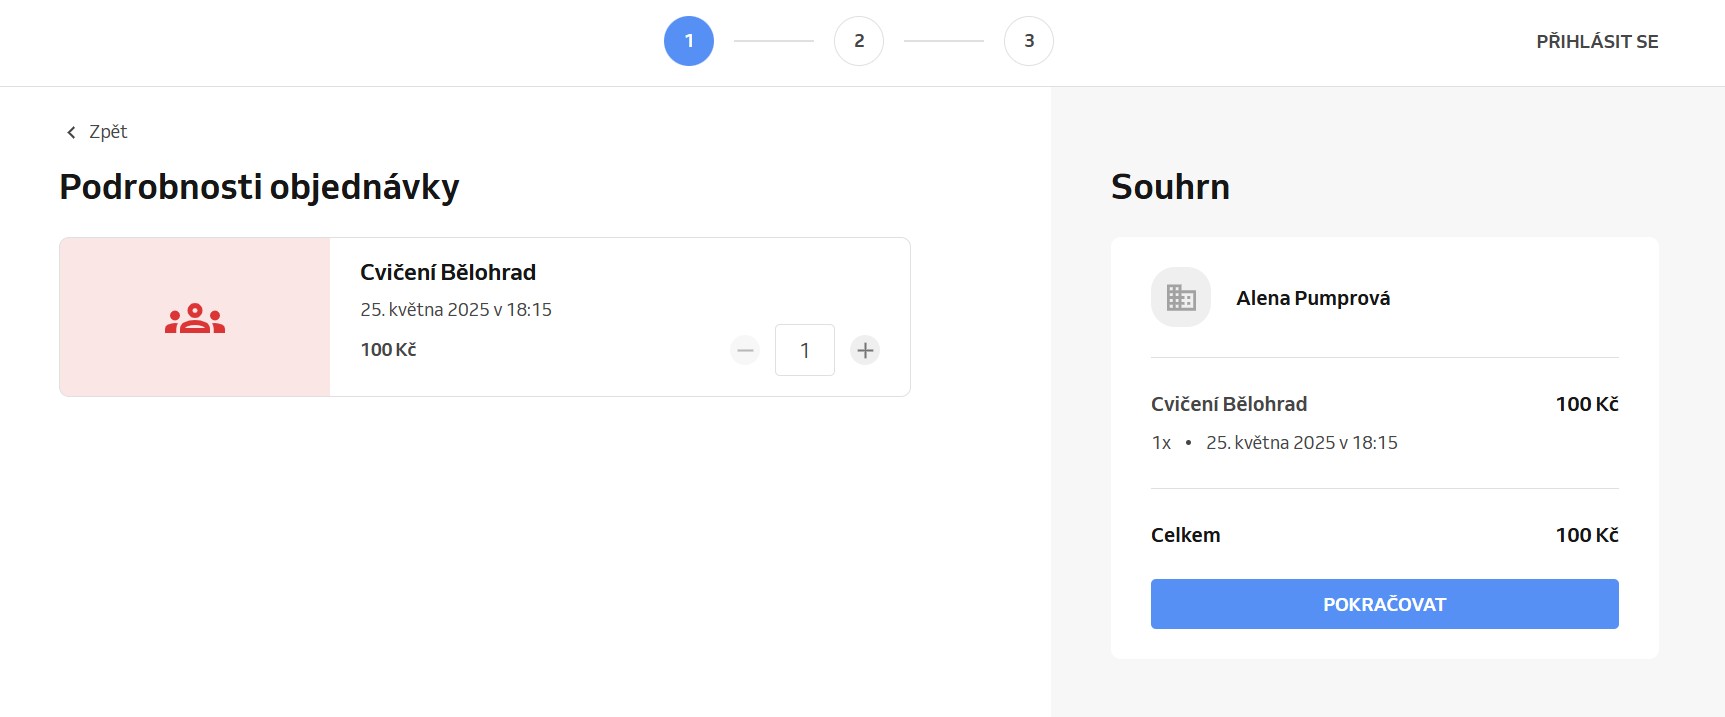 1
2
3
PŘIHLÁSIT SE
Zpět
Podrobnosti objednávky
Cvičení Bělohrad
25. května 2025 v 18:15
100 Kč
1
Souhrn
Alena Pumprová
Cvičení Bělohrad 100 Kč
1x • 25. května 2025 v 18:15
Celkem 100 Kč
POKRAČOVAT